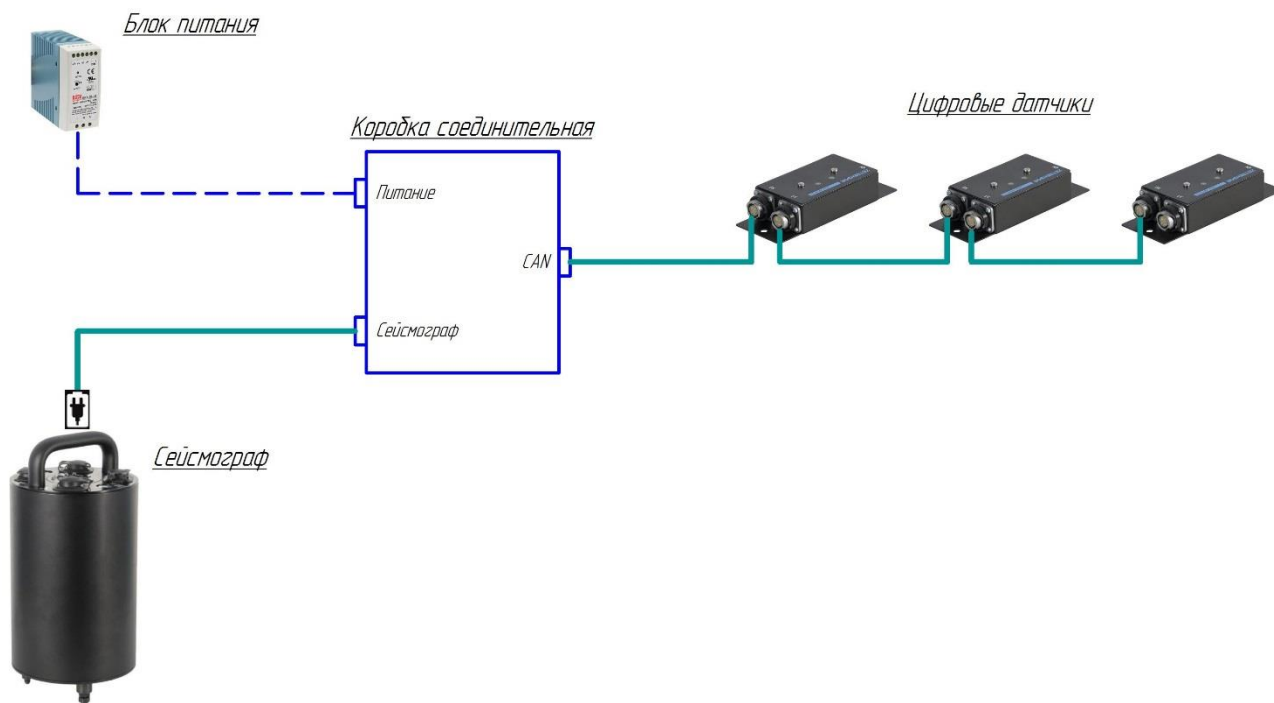 Блок питания
Цифровые датчики
Коробка соединительная
Питание
CAN
Сейсмограф
Сейсмограф